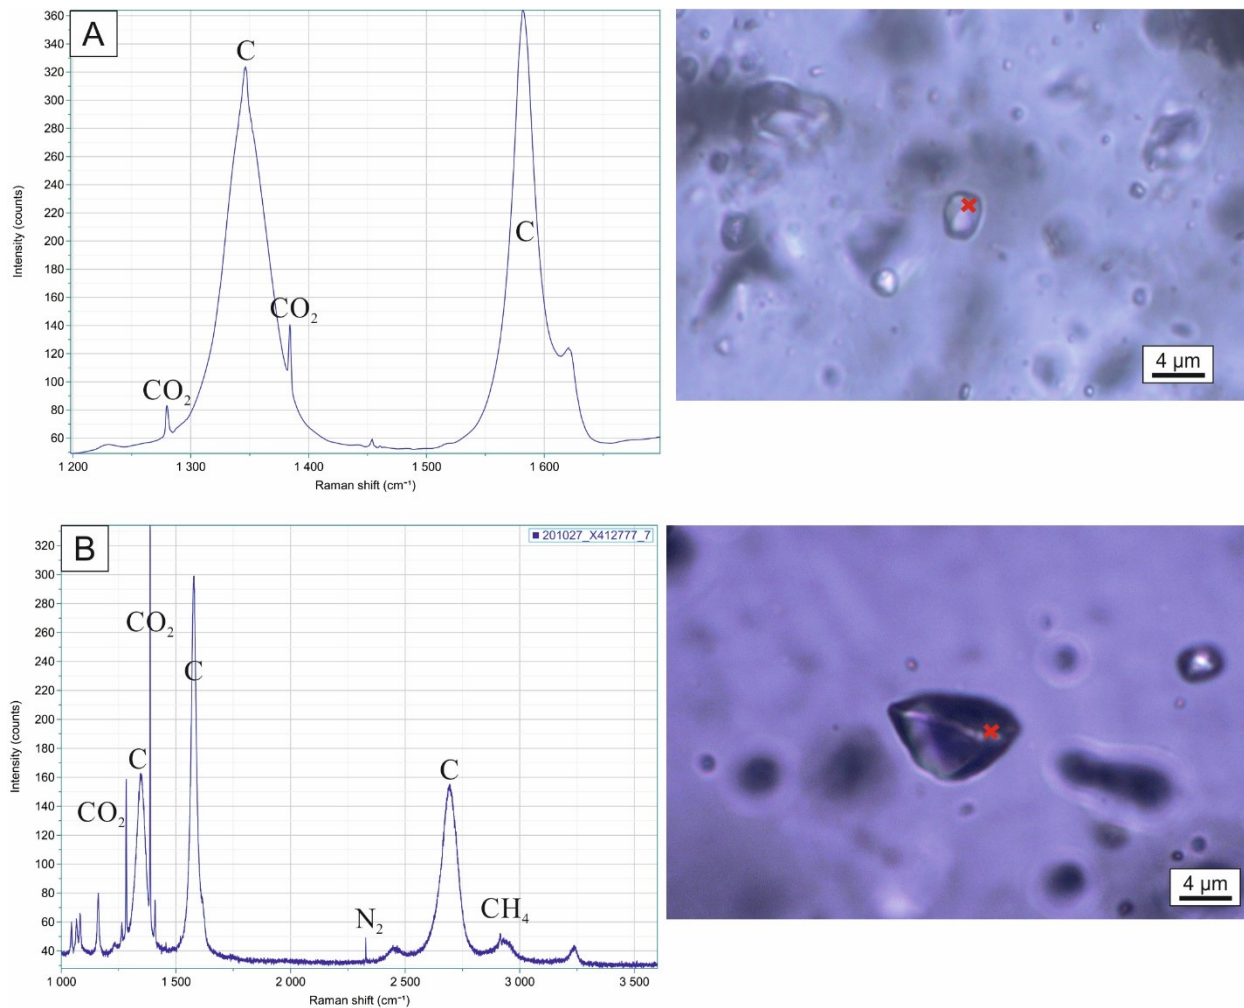 A
360
340
320
300
280
260
240
220
200
180
160
140
120
100
80
60
Intensity (counts)
C
CO₂
CO₂
C
1 200
1 300
1 400
1 500
1 600
Raman shift (cm⁻¹)
4 µm
B
201027_X412777_7
320
300
280
260
240
220
200
180
160
140
120
100
80
60
40
Intensity (counts)
CO₂
C
C
CO₂
C
N₂
CH₄
1 000
1 500
2 000
2 500
3 000
3 500
Raman shift (cm⁻¹)
4 µm